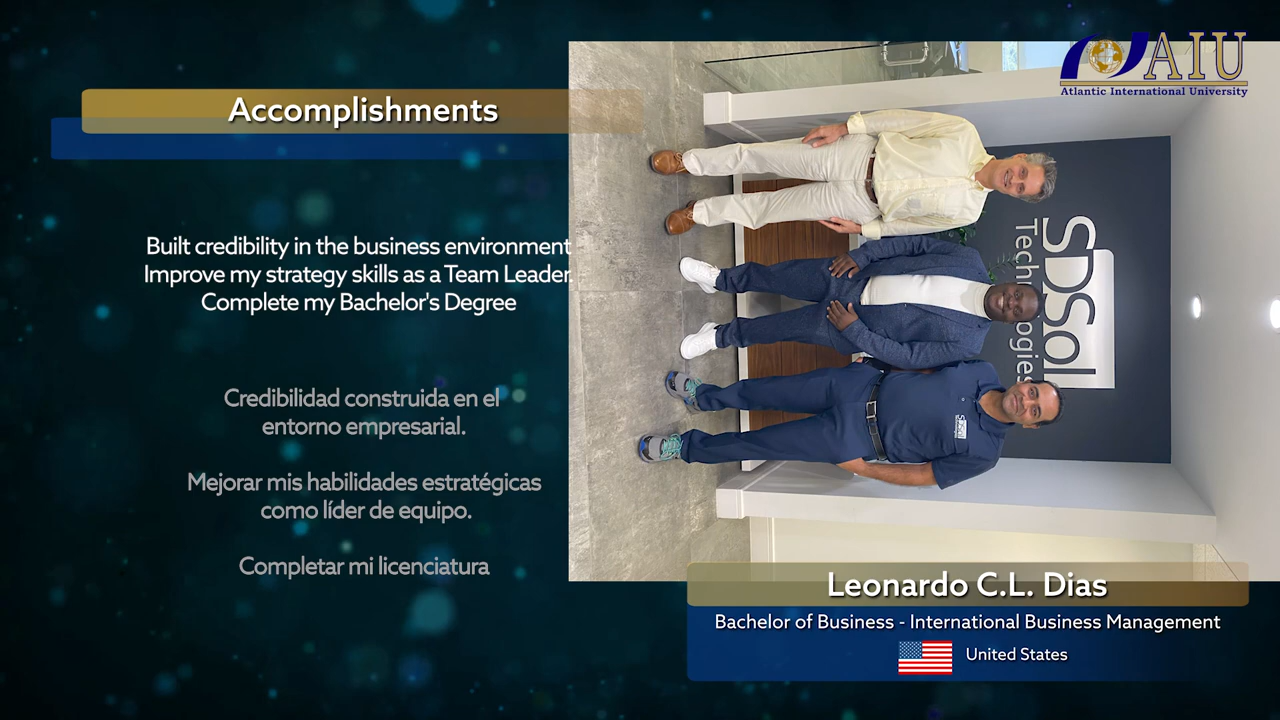 AIU
Atlantic International University
Accomplishments
Built credibility in the business environment
Improve my strategy skills as a Team Leader.
Complete my Bachelor's Degree
Credibilidad construida en el
entorno empresarial.
Mejorar mis habilidades estratégicas
como líder de equipo.
Completar mi licenciatura
SDSol
Technologies
SDSol
Leonardo C.L. Dias
Bachelor of Business - International Business Management
United States